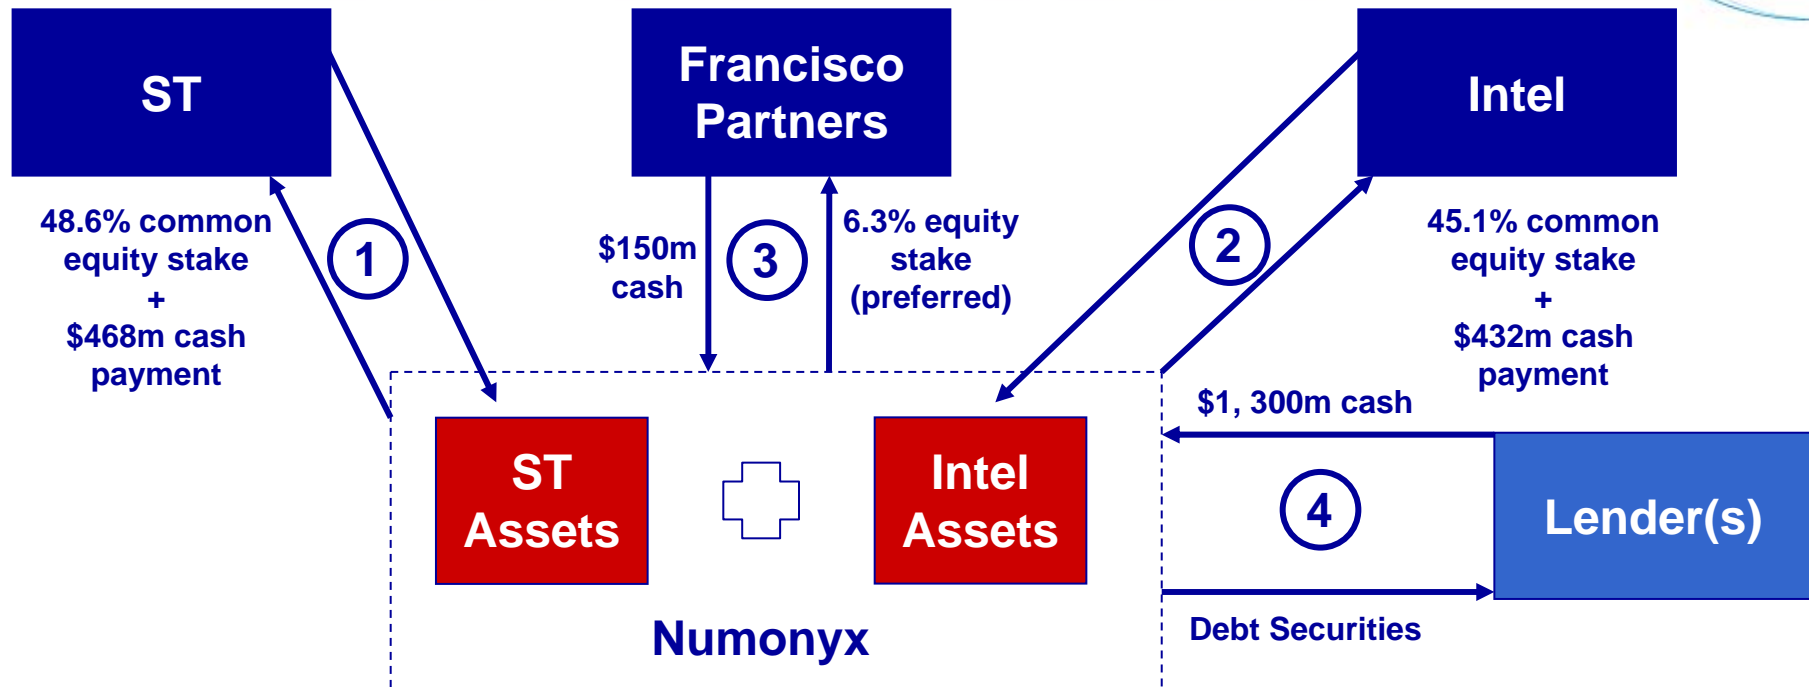 ST
Francisco
Partners
Intel
48.6% common
equity stake
+
$468m cash
payment
1
$150m
cash
3
6.3% equity
stake
(preferred)
2
45.1% common
equity stake
+
$432m cash
payment
$1, 300m cash
ST
Assets
Intel
Assets
4
Lender(s)
Numonyx
Debt Securities